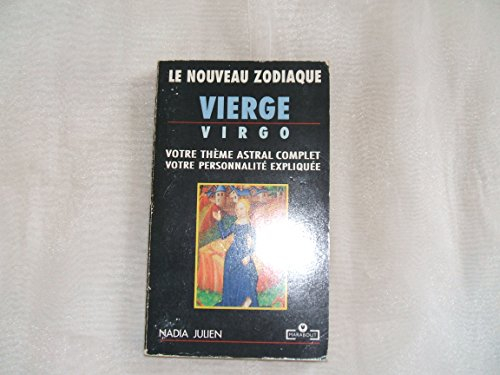 LE NOUVEAU ZODIAQUE
VIERGE
VIRGO
VOTRE THÈME ASTRAL COMPLET
VOTRE PERSONNALITÉ EXPLIQUÉE
NADIA JULIEN
MARABOUT